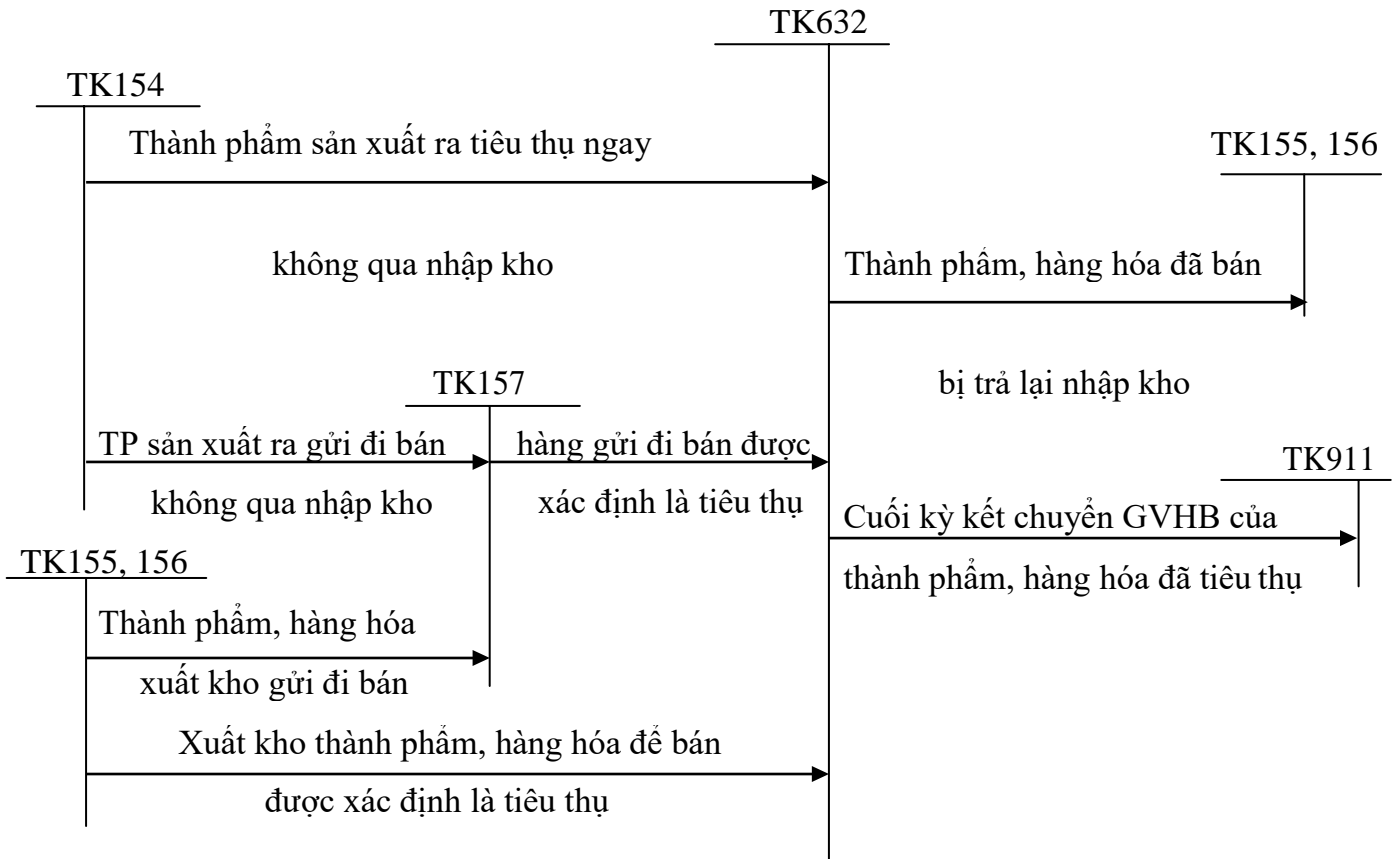 TK632
TK154
Thành phẩm sản xuất ra tiêu thụ ngay
TK155, 156
không qua nhập kho
Thành phẩm, hàng hóa đã bán
TK157
bị trả lại nhập kho
TP sản xuất ra gửi đi bán
hàng gửi đi bán được
TK911
không qua nhập kho
xác định là tiêu thụ
Cuối kỳ kết chuyển GVHB của
TK155, 156
thành phẩm, hàng hóa đã tiêu thụ
Thành phẩm, hàng hóa
xuất kho gửi đi bán
Xuất kho thành phẩm, hàng hóa để bán
được xác định là tiêu thụ